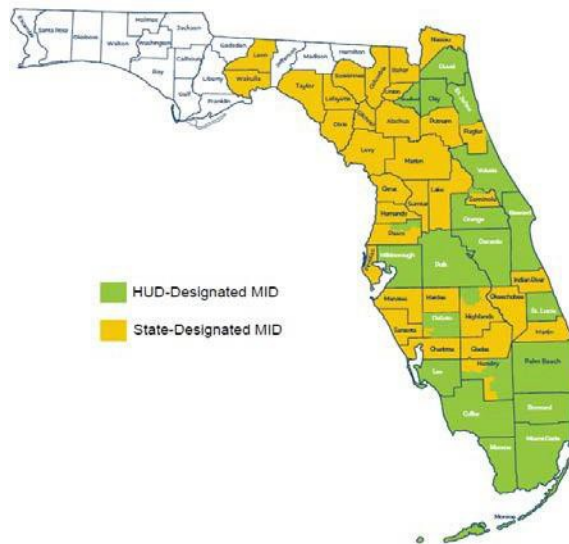 Holmes
Jackson
Santa Rosa
Okaloosa
Walton
Washington
Gadsden
Leon
Hamilton
Nassau
Madison
Calhoun
Bay
Liberty
Wakulla
Taylor
Suwannee
Columbia
Baker
Duval
Gulf
Franklin
Lafayette
Union
Clay
St. Johns
Dixie
Alachua
Putnam
Flagler
Levy
Marion
Volusia
Citrus
Lake
Sumter
Seminole
Hernando
Orange
Brevard
Pasco
Osceola
Hillsborough
Polk
HUD-Designated MID
Indian River
Manatee
Hardee
Okeechobee
St. Lucie
DeSoto
Highlands
State-Designated MID
Sarasota
Martin
Charlotte
Glades
Lee
Hendry
Palm Beach
Collier
Broward
Monroe
Miami-Dade
Monroe